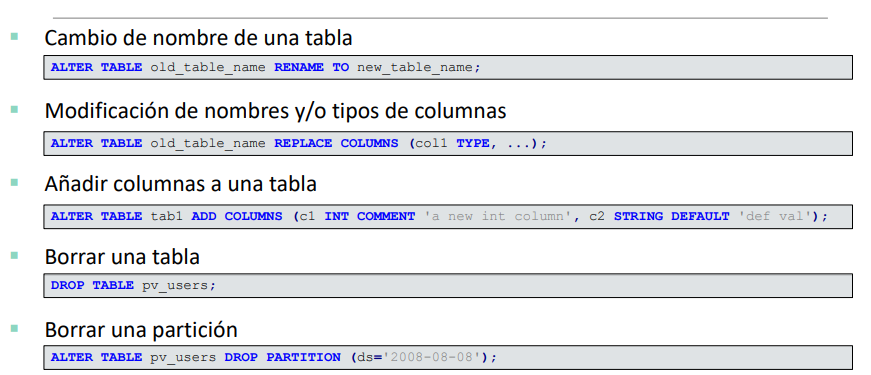 Cambio de nombre de una tabla
ALTER TABLE old_table_name RENAME TO new_table_name;
Modificación de nombres y/o tipos de columnas
ALTER TABLE old_table_name REPLACE COLUMNS (col1 TYPE, ...);
Añadir columnas a una tabla
ALTER TABLE tab1 ADD COLUMNS (c1 INT COMMENT 'a new int column', c2 STRING DEFAULT 'def val');
Borrar una tabla
DROP TABLE pv_users;
Borrar una partición
ALTER TABLE pv_users DROP PARTITION (ds='2008-08-08');